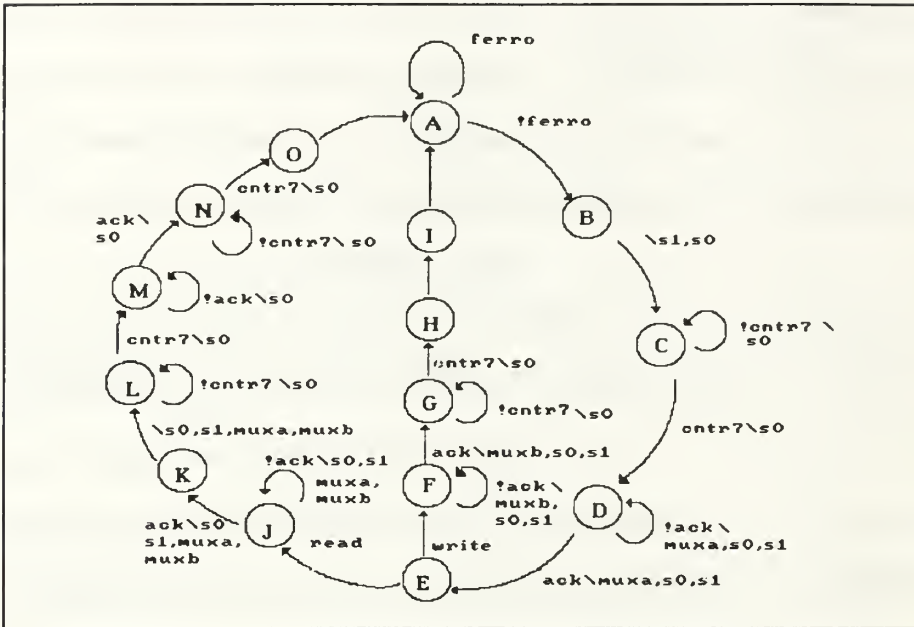 ferro
A
!ferro
O
cntr7\s0
N
B
ack\
s0
!cntr7\s0
\s1,s0
I
M
!ack\s0
H
C
!cntr7 \
s0
cntr7\s0
cntr7\s0
L
!cntr7\s0
G
!cntr7\s0
cntr7\s0
\s0,s1,muxa,muxb
K
!ack\s0,s1
muxa,
muxb
ack\muxb,s0,s1
F
!ack\
muxb,
s0,s1
D
!ack\
muxa,s0,s1
ack\s0
s1,muxa,
muxb
J
read
write
E
ack\muxa,s0,s1